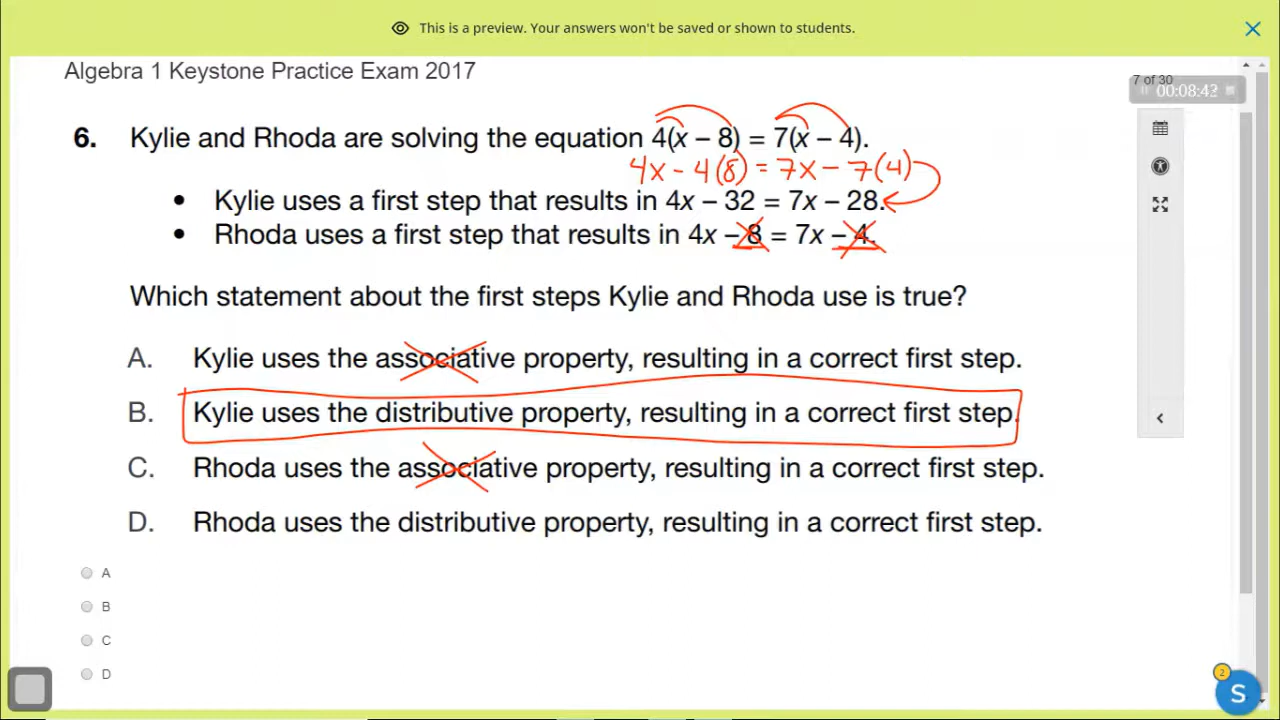 This is a preview. Your answers won't be saved or shown to students.
Algebra 1 Keystone Practice Exam 2017
7 of 30
00:08:42
6. Kylie and Rhoda are solving the equation 4(x – 8) = 7(x – 4).
4x - 4(8) = 7x - 7(4)
• Kylie uses a first step that results in 4x – 32 = 7x – 28.
• Rhoda uses a first step that results in 4x – 8 = 7x – 4.
Which statement about the first steps Kylie and Rhoda use is true?
A. Kylie uses the associative property, resulting in a correct first step.
B. Kylie uses the distributive property, resulting in a correct first step.
C. Rhoda uses the associative property, resulting in a correct first step.
D. Rhoda uses the distributive property, resulting in a correct first step.
A
B
C
D
2
S